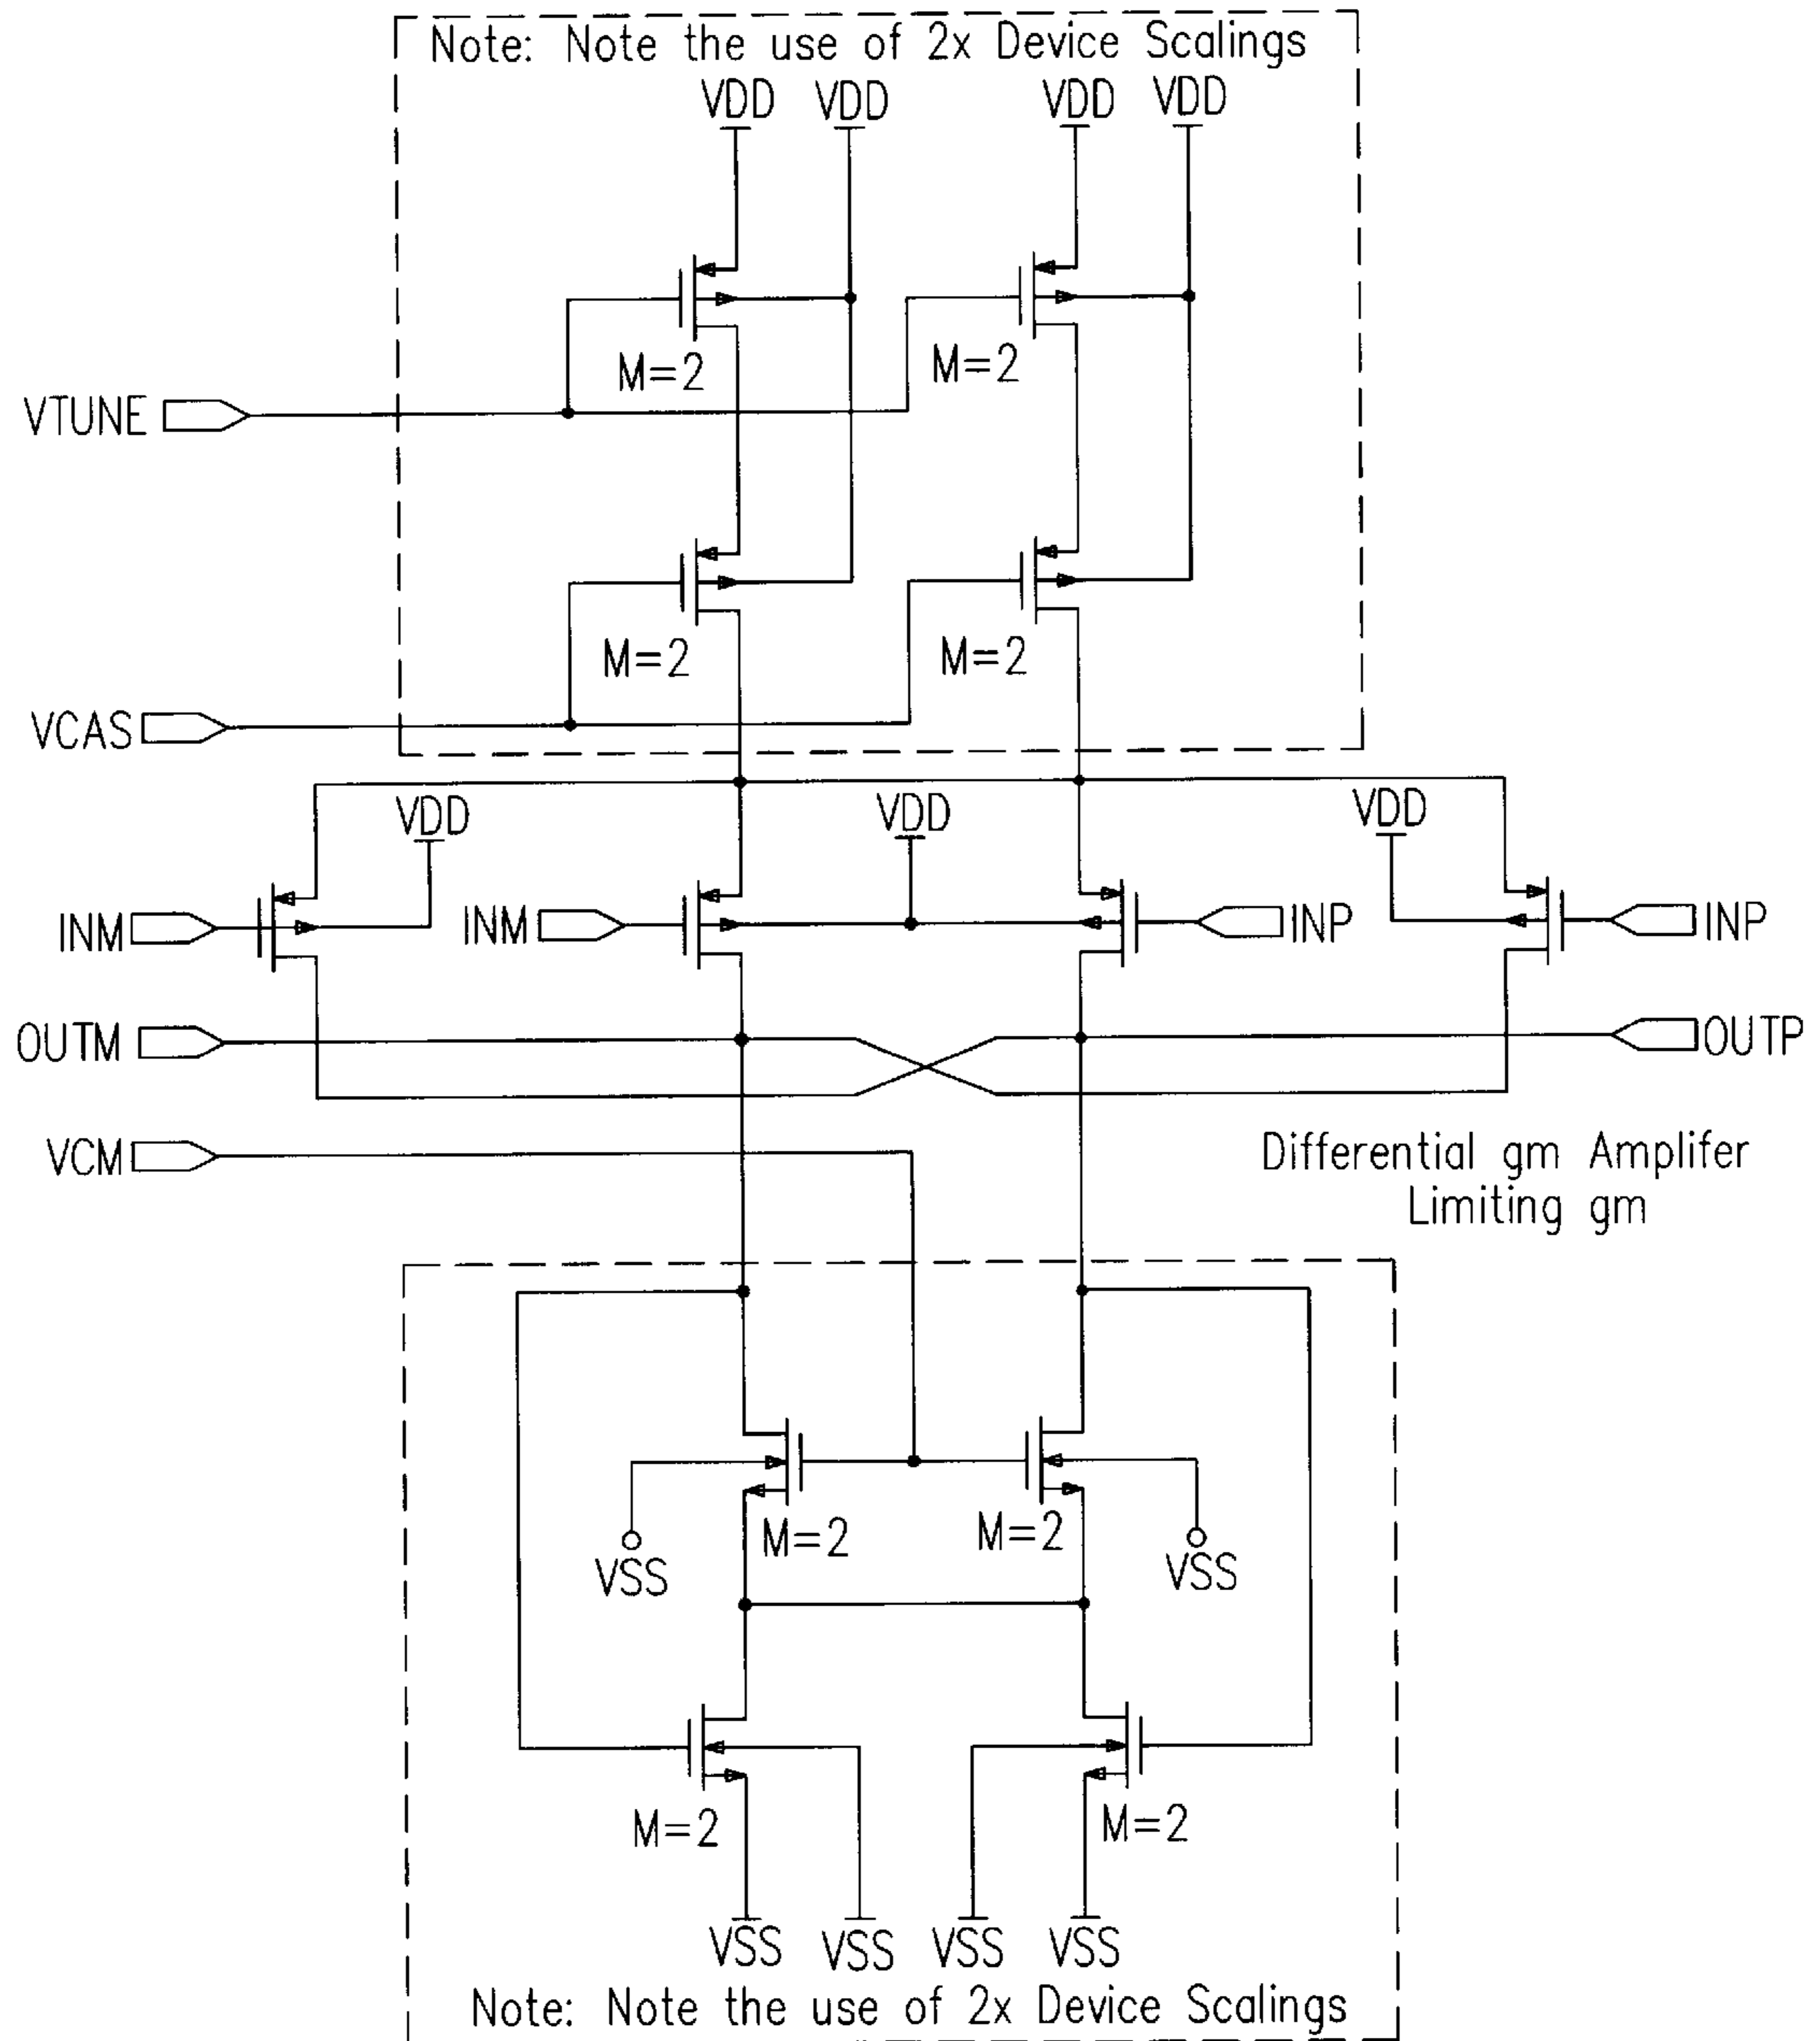 Note: Note the use of 2x Device Scalings
VDD VDD VDD VDD
M=2 M=2
VTUNE
M=2 M=2
VCAS
VDD VDD VDD
INM INM INP INP
OUTM OUTP
VCM
Differential gm Amplifer
Limiting gm
M=2 M=2
VSS VSS
M=2 M=2
VSS VSS VSS VSS
Note: Note the use of 2x Device Scalings